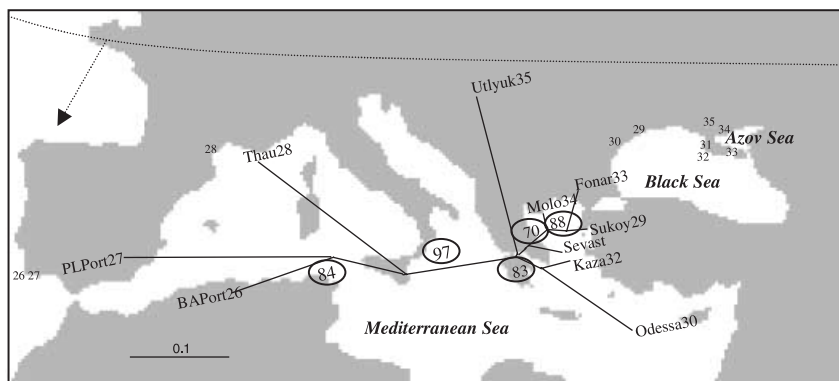 Utlyuk35
35
29
34
30
Azov Sea
31
28
33
32
Thau28
Fonar33
Black Sea
Molo34
88
70
Sukoy29
97
Sevast
PLPort27
Kaza32
84
83
26 27
BAPort26
Mediterranean Sea
Odessa30
0.1